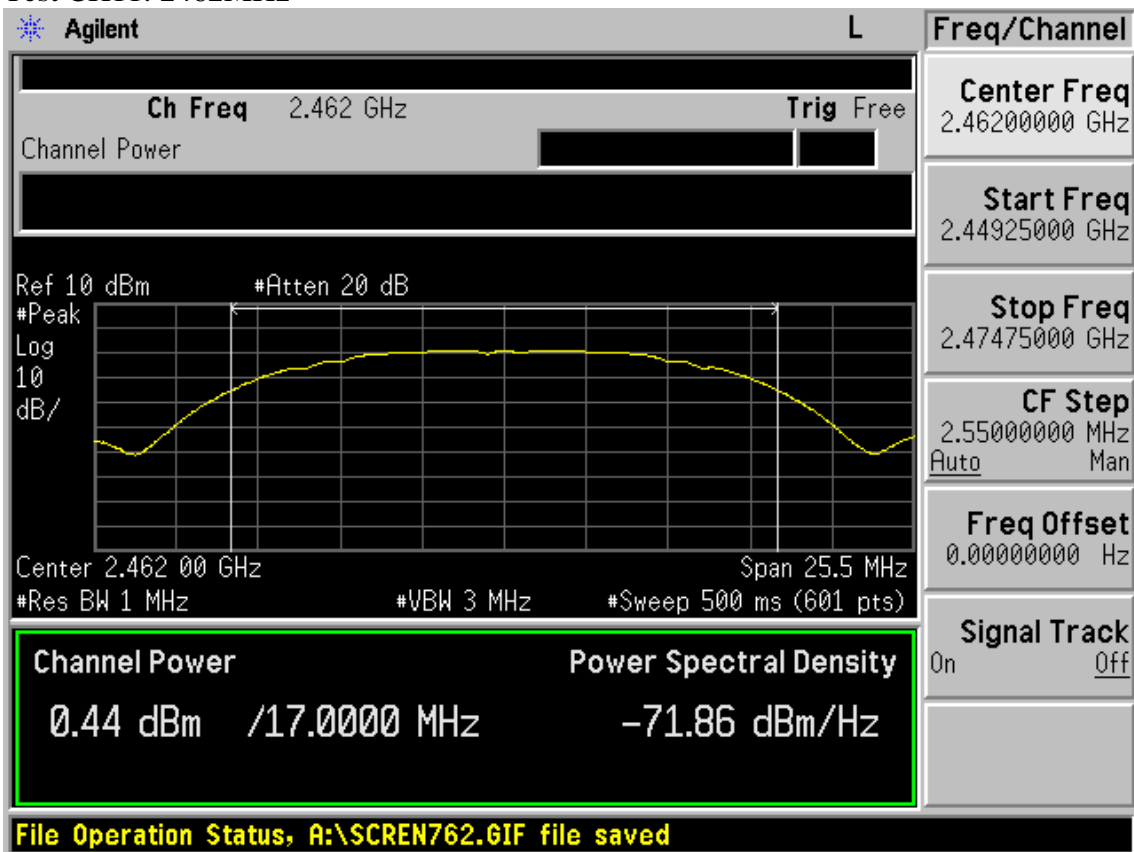 Agilent L Freq/Channel
Ch Freq 2.462 GHz Trig Free
Channel Power
Center Freq
2.46200000 GHz
Start Freq
2.44925000 GHz
Ref 10 dBm #Atten 20 dB
#Peak
Log
10
dB/
Stop Freq
2.47475000 GHz
CF Step
2.55000000 MHz
Auto Man
Freq Offset
0.00000000 Hz
Center 2.462 00 GHz Span 25.5 MHz
#Res BW 1 MHz #VBW 3 MHz #Sweep 500 ms (601 pts)
Signal Track
On Off
Channel Power Power Spectral Density
0.44 dBm /17.0000 MHz -71.86 dBm/Hz
File Operation Status, A:\SCREN762.GIF file saved